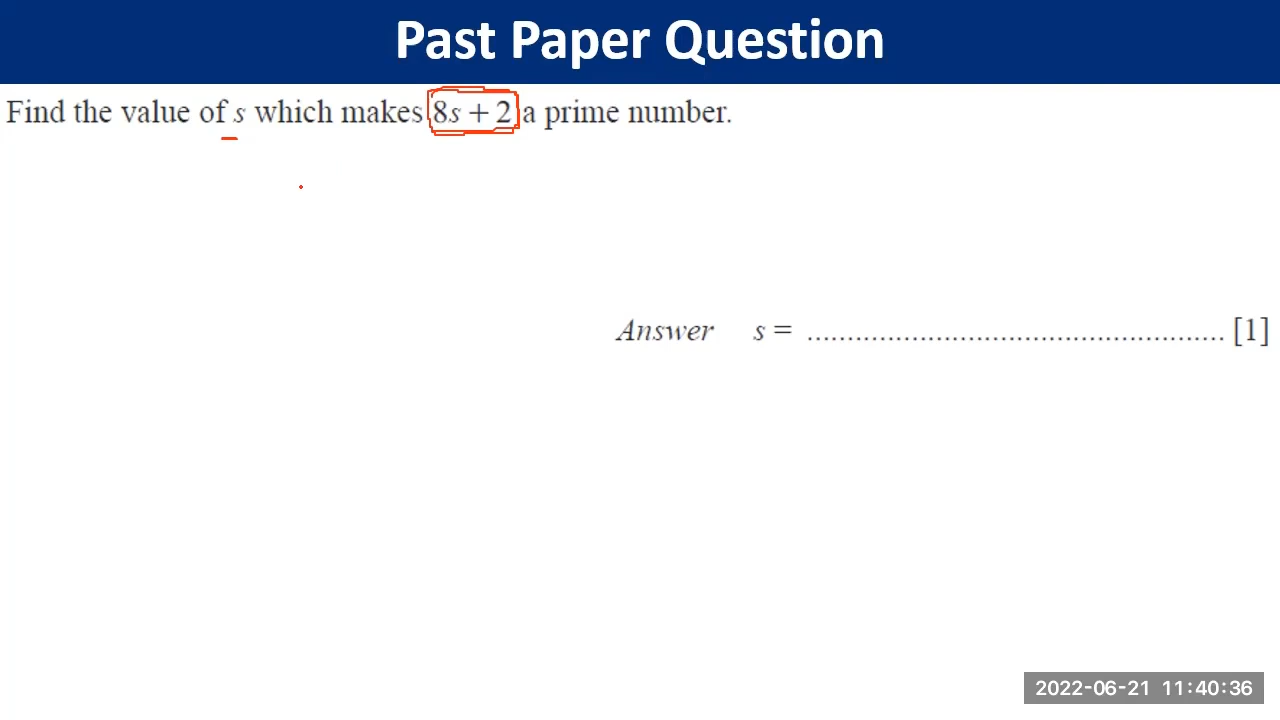 Past Paper Question
Find the value of s which makes 8s + 2 a prime number.
Answer s = .................................................... [1]
2022-06-21 11:40:36